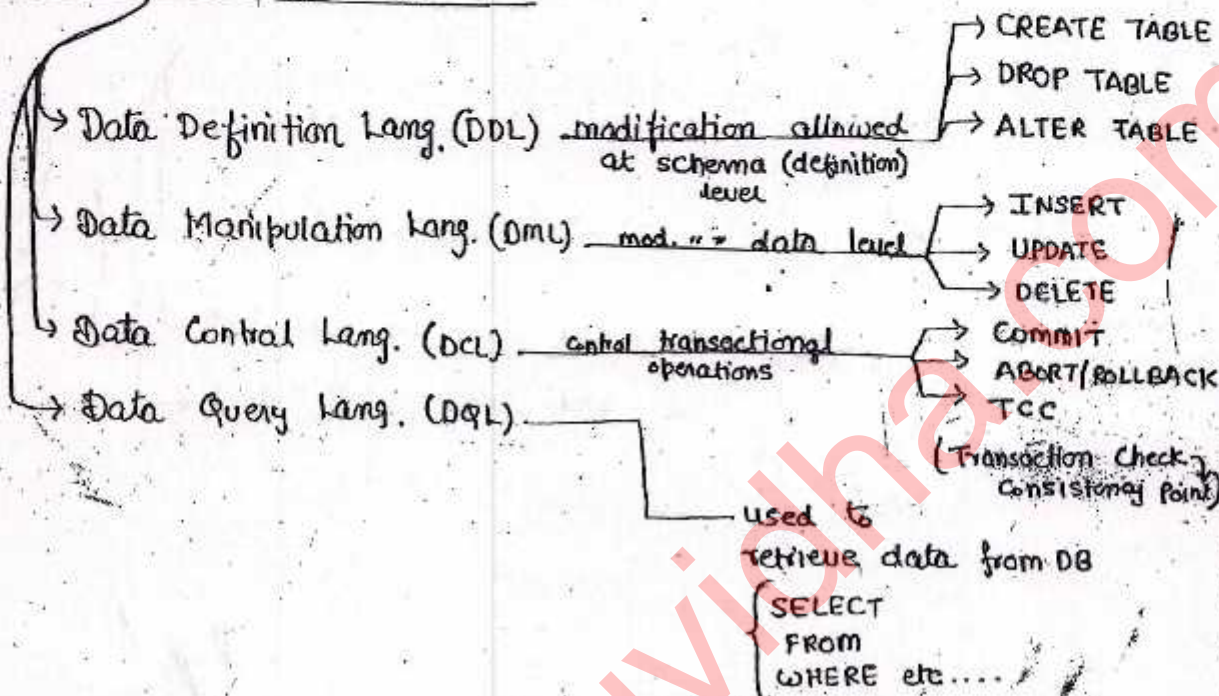 → CREATE TABLE
→ DROP TABLE
→ Data Definition Lang. (DDL) modification allowed → ALTER TABLE
at schema (definition)
level
→ INSERT
→ Data Manipulation Lang. (DML) mod. " " data level → UPDATE
→ DELETE
→ Data Control Lang. (DCL) control transactional → COMMIT
operations → ABORT/ROLLBACK
→ TCC
→ Data Query Lang. (DQL)
(Transaction Check
Consistency Point)
used to
retrieve data from DB
SELECT
FROM
WHERE etc....
vidha.com